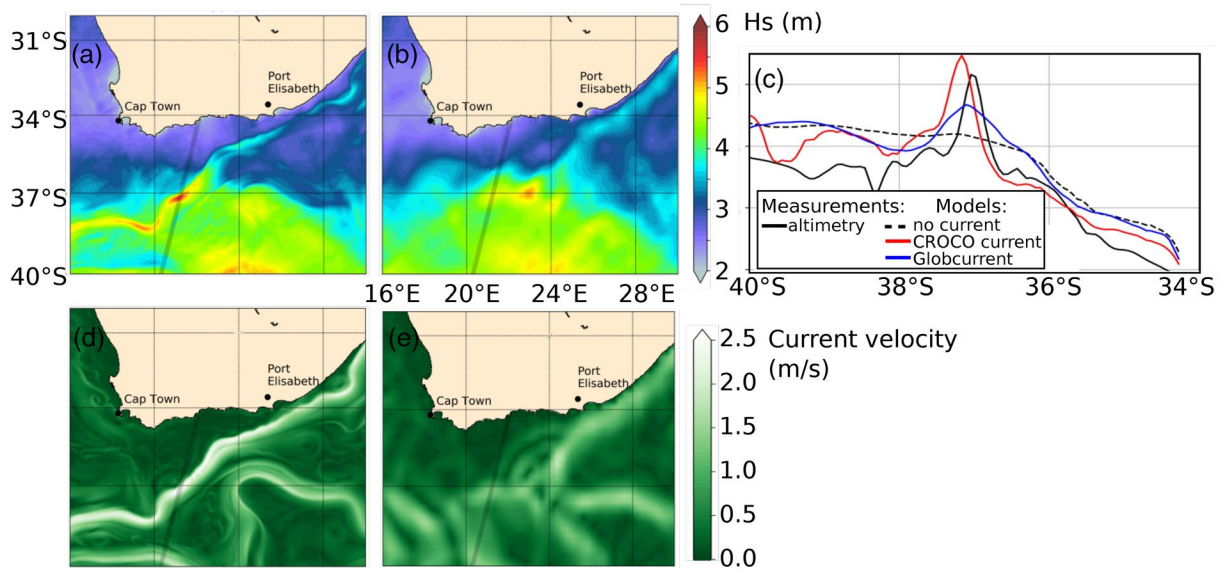 31°S
34°S
37°S
40°S
(a)
Port
Elisabeth
Cap Town
(b)
Port
Elisabeth
Cap Town
16°E 20°E 24°E 28°E
6 Hs (m)
5
4
3
2
(c)
5
4
3
2
Measurements: Models:
altimetry no current
CROCO current
Globcurrent
40°S 38°S 36°S 34°S
(d)
Port
Elisabeth
Cap Town
(e)
Port
Elisabeth
Cap Town
2.5 Current velocity
(m/s)
2.0
1.5
1.0
0.5
0.0